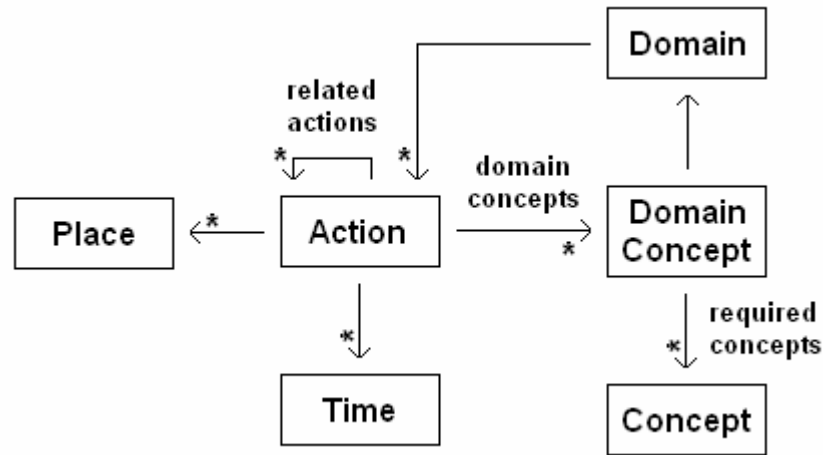 Domain
related
actions
*
*
domain
concepts
Place
*
Action
*
Domain
Concept
*
required
concepts
*
Time
Concept